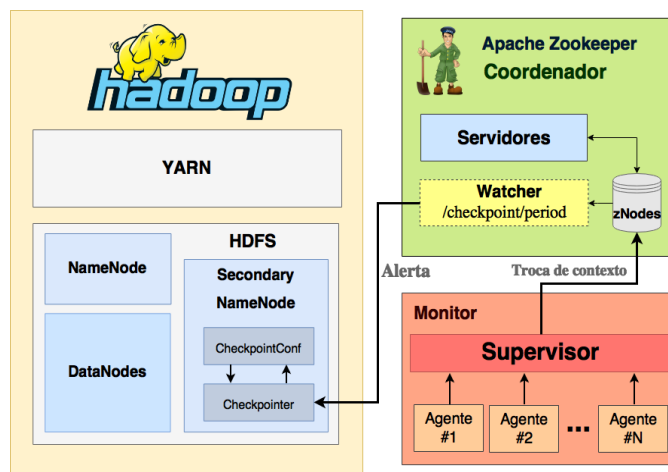 hadoop
YARN
HDFS
NameNode
DataNodes
Secondary
NameNode
CheckpointConf
Checkpointer
Apache Zookeeper
Coordenador
Servidores
Watcher
/checkpoint/period
zNodes
Alerta
Troca de contexto
Monitor
Supervisor
Agente
#1
Agente
#2
...
Agente
#N